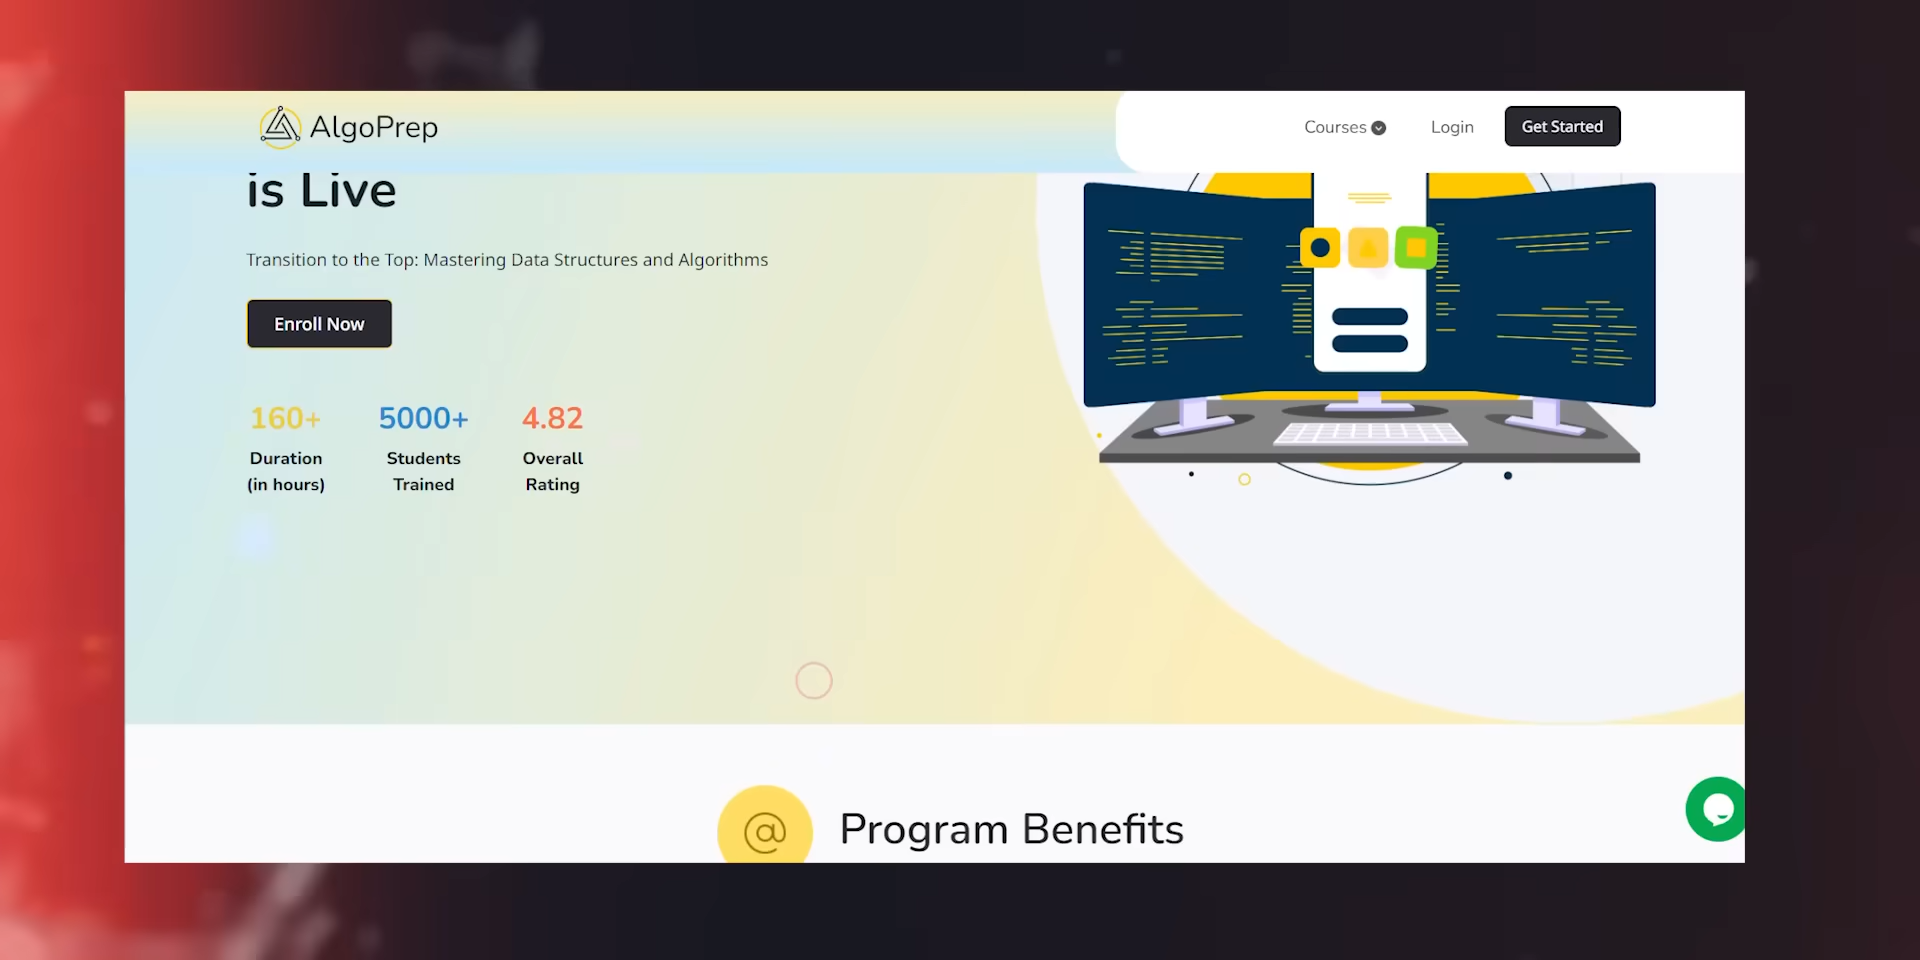 AlgoPrep
Courses
Login
Get Started
is Live
Transition to the Top: Mastering Data Structures and Algorithms
Enroll Now
160+
Duration
(in hours)
5000+
Students
Trained
4.82
Overall
Rating
@
Program Benefits